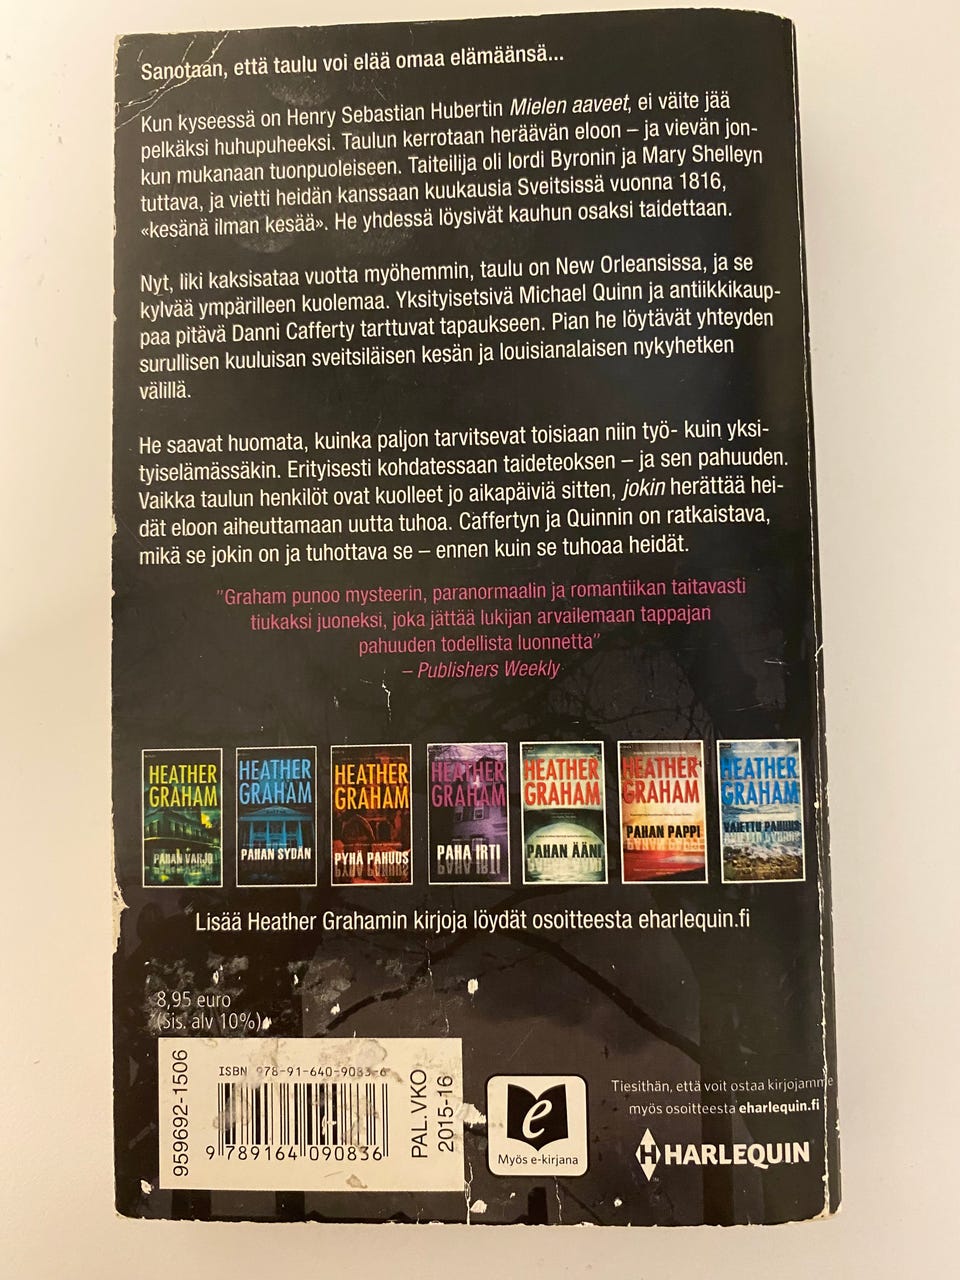 Sanotaan, että taulu voi elää omaa elämäänsä...
Kun kyseessä on Henry Sebastian Hubertin Mielen aaveet, ei väite jää
pelkäksi huhupuheeksi. Taulun kerrotaan heräävän eloon – ja vievän jon-
kun mukanaan tuonpuoleiseen. Taiteilija oli lordi Byronin ja Mary Shelleyn
tuttava, ja vietti heidän kanssaan kuukausia Sveitsissä vuonna 1816,
«kesänä ilman kesää». He yhdessä löysivät kauhun osaksi taidettaan.
Nyt, liki kaksisataa vuotta myöhemmin, taulu on New Orleansissa, ja se
kylvää ympärilleen kuolemaa. Yksityisetsivä Michael Quinn ja antiikkikaup-
paa pitävä Danni Cafferty tarttuvat tapaukseen. Pian he löytävät yhteyden
surullisen kuuluisan sveitsiläisen kesän ja louisianalaisen nykyhetken
välillä.
He saavat huomata, kuinka paljon tarvitsevat toisiaan niin työ- kuin yksi-
tyiselämässäkin. Erityisesti kohdatessaan taideteoksen – ja sen pahuuden.
Vaikka taulun henkilöt ovat kuolleet jo aikapäiviä sitten, jokin herättää hei-
dät eloon aiheuttamaan uutta tuhoa. Caffertyn ja Quinnin on ratkaistava,
mikä se jokin on ja tuhottava se – ennen kuin se tuhoaa heidät.
"Graham punoo mysteerin, paranormaalin ja romantiikan taitavasti
tiukaksi juoneksi, joka jättää lukijan arvailemaan tappajan
pahuuden todellista luonnetta"
– Publishers Weekly
HEATHER
GRAHAM
PAHAN VARJO
HEATHER
GRAHAM
PAHAN SYDÄN
HEATHER
GRAHAM
PYHÄ PAHUUS
HEATHER
GRAHAM
PAHA IRTI
HEATHER
GRAHAM
PAHAN ÄÄNI
HEATHER
GRAHAM
PAHAN PAPPI
HEATHER
GRAHAM
VAIETTU PAHUUS
Lisää Heather Grahamin kirjoja löydät osoitteesta eharlequin.fi
8,95 euro
(Sis. alv 10%)
959692-1506
ISBN 978-91-640-9083-6
9 789164 090836
PAL.VKO
2015-16
e
Myös e-kirjana
Tiesithän, että voit ostaa kirjojamme
myös osoitteesta eharlequin.fi
H HARLEQUIN